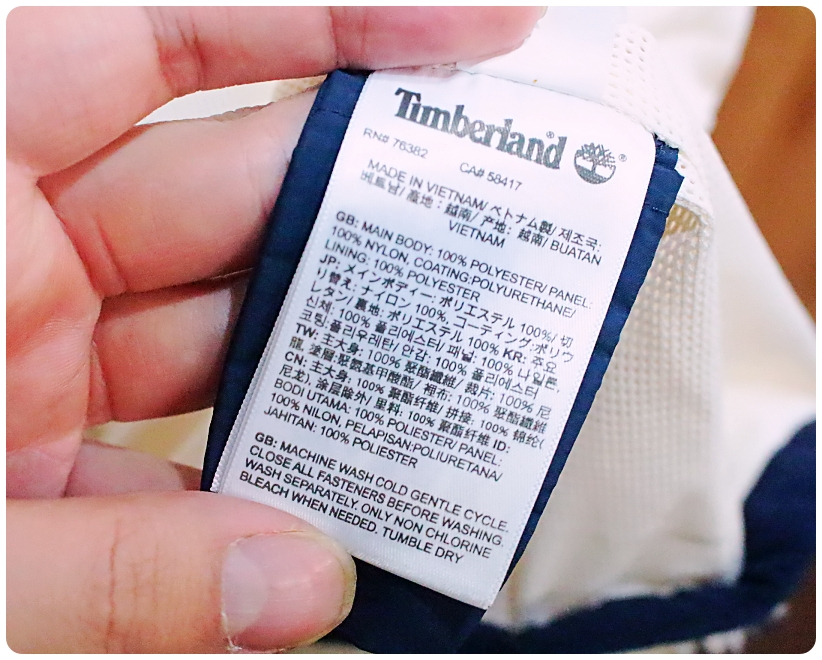 Timberland®
®
RN# 76382 CA# 58417
MADE IN VIETNAM/ ベトナム製/ 제조국:
베트남/ 產地：越南/ 产地：越南/ BUATAN
VIETNAM
GB: MAIN BODY: 100% POLYESTER/ PANEL:
100% NYLON, COATING:POLYURETHANE/
LINING: 100% POLYESTER
JP: メインボディー: ポリエステル 100%/ 切
り替え: ナイロン 100%, コーティング:ポリウ
レタン/ 裏地: ポリエステル 100% KR: 주요
신체: 100% 폴리에스터/ 패널: 100% 나일론,
코팅:폴리우레탄/ 안감: 100% 폴리에스터
TW: 主大身: 100% 聚酯纖維/ 裁片: 100% 尼
龍, 塗層:聚氨基甲酸酯/ 裡布: 100% 聚酯纖維
CN: 主大身: 100% 聚酯纤维/ 拼接: 100% 锦纶(
尼龙), 涂层除外/ 里料: 100% 聚酯纤维 ID:
BODI UTAMA: 100% POLIESTER/ PANEL:
100% NILON, PELAPISAN:POLIURETANA/
JAHITAN: 100% POLIESTER
GB: MACHINE WASH COLD GENTLE CYCLE.
CLOSE ALL FASTENERS BEFORE WASHING.
WASH SEPARATELY. ONLY NON CHLORINE
BLEACH WHEN NEEDED. TUMBLE DRY